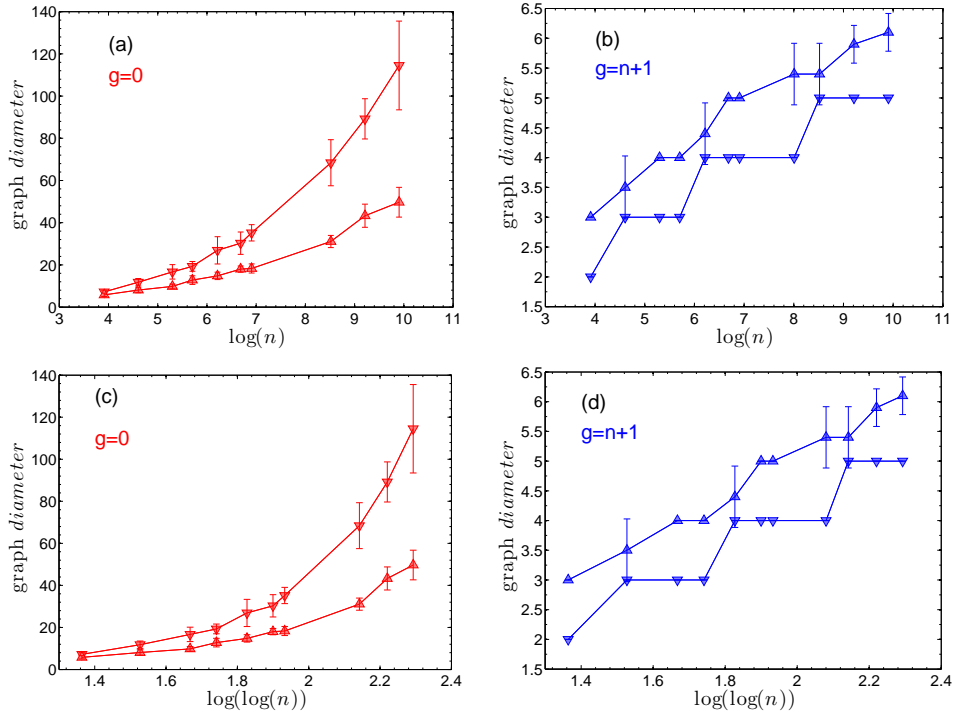 (a)
g=0
graph diameter
0
20
40
60
80
100
120
140
3 4 5 6 7 8 9 10 11
log(n)
(b)
g=n+1
graph diameter
1.5
2
2.5
3
3.5
4
4.5
5
5.5
6
6.5
3 4 5 6 7 8 9 10 11
log(n)
(c)
g=0
graph diameter
0
20
40
60
80
100
120
140
1.4 1.6 1.8 2 2.2 2.4
log(log(n))
(d)
g=n+1
graph diameter
1.5
2
2.5
3
3.5
4
4.5
5
5.5
6
6.5
1.4 1.6 1.8 2 2.2 2.4
log(log(n))